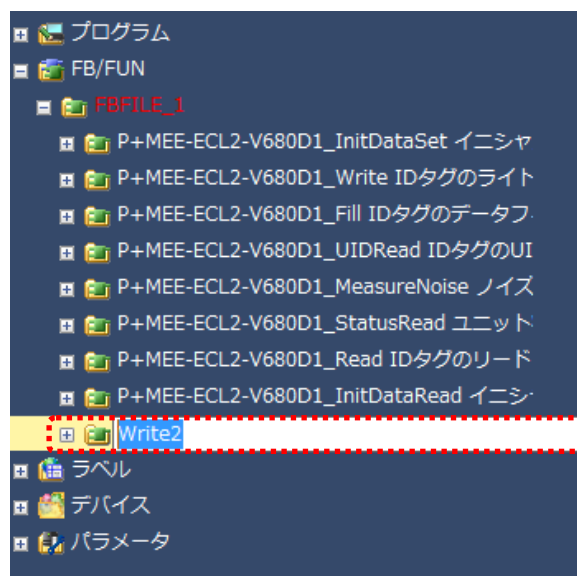 プログラム
FB/FUN
FBFILE_1
P+MEE-ECL2-V680D1_InitDataSet イニシャ
P+MEE-ECL2-V680D1_Write IDタグのライト
P+MEE-ECL2-V680D1_Fill IDタグのデータフ
P+MEE-ECL2-V680D1_UIDRead IDタグのUI
P+MEE-ECL2-V680D1_MeasureNoise ノイズ
P+MEE-ECL2-V680D1_StatusRead ユニット
P+MEE-ECL2-V680D1_Read IDタグのリード
P+MEE-ECL2-V680D1_InitDataRead イニシ
Write2
ラベル
デバイス
パラメータ